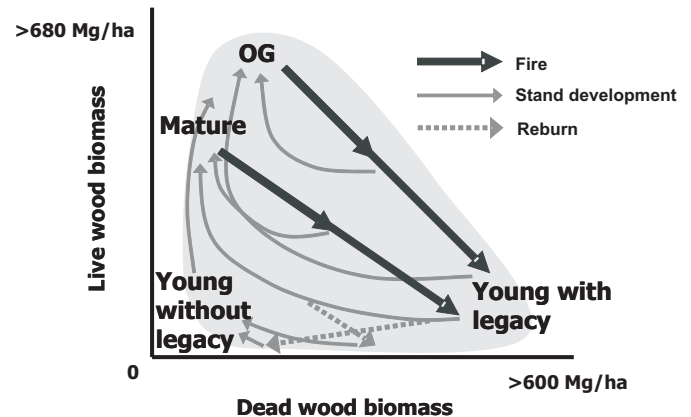 >680 Mg/ha
OG
Fire
Stand development
Reburn
Mature
Live wood biomass
Young
without
legacy
Young with
legacy
0
>600 Mg/ha
Dead wood biomass